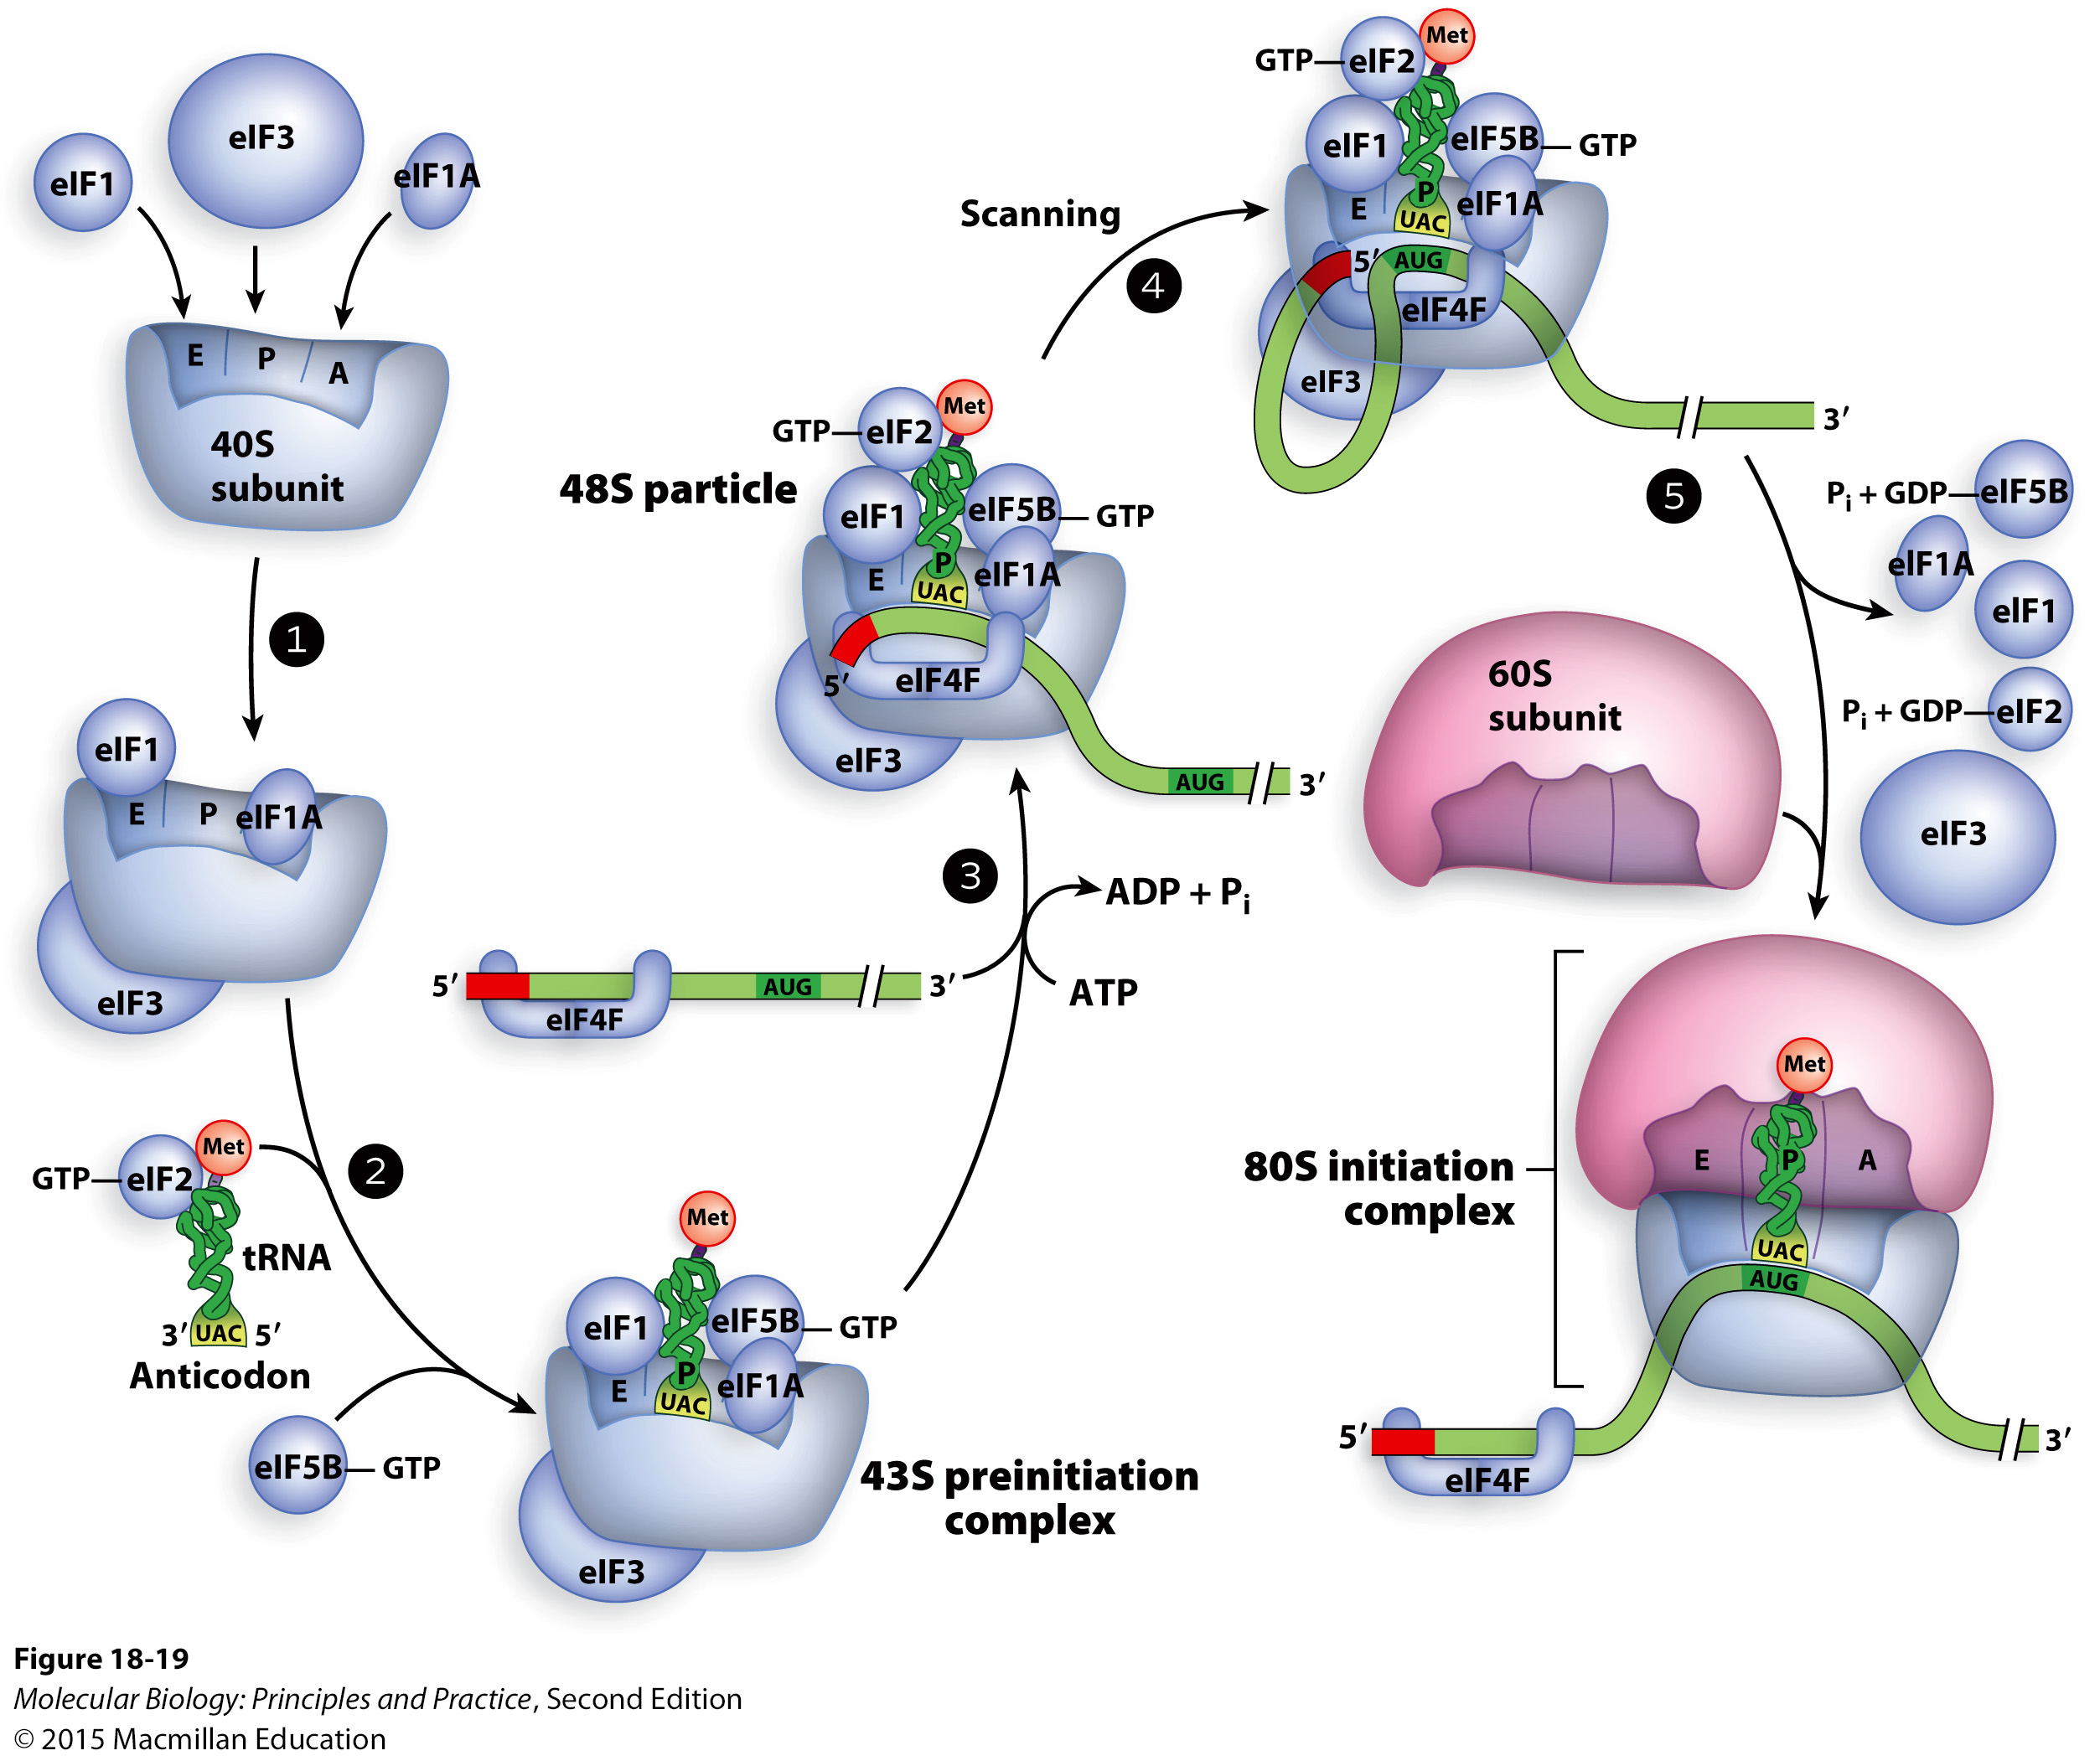 eIF1
eIF3
eIF1A
E
P
A
40S
subunit
1
eIF1
E
P
eIF1A
eIF3
GTP
eIF2
Met
tRNA
3′
UAC
5′
Anticodon
eIF5B
GTP
2
Met
eIF1
eIF5B
GTP
P
E
UAC
eIF1A
eIF3
43S preinitiation
complex
5′
eIF4F
AUG
3′
3
ADP + Pi
ATP
48S particle
GTP
eIF2
Met
eIF1
eIF5B
GTP
P
E
UAC
eIF1A
5′
eIF4F
eIF3
AUG
3′
Scanning
4
GTP
eIF2
Met
eIF1
eIF5B
GTP
P
E
UAC
eIF1A
5′
AUG
eIF4F
eIF3
3′
5
Pi + GDP
eIF5B
eIF1A
eIF1
Pi + GDP
eIF2
eIF3
60S
subunit
80S initiation
complex
Met
E
P
A
UAC
AUG
5′
eIF4F
3′
Figure 18-19
Molecular Biology: Principles and Practice, Second Edition
© 2015 Macmillan Education